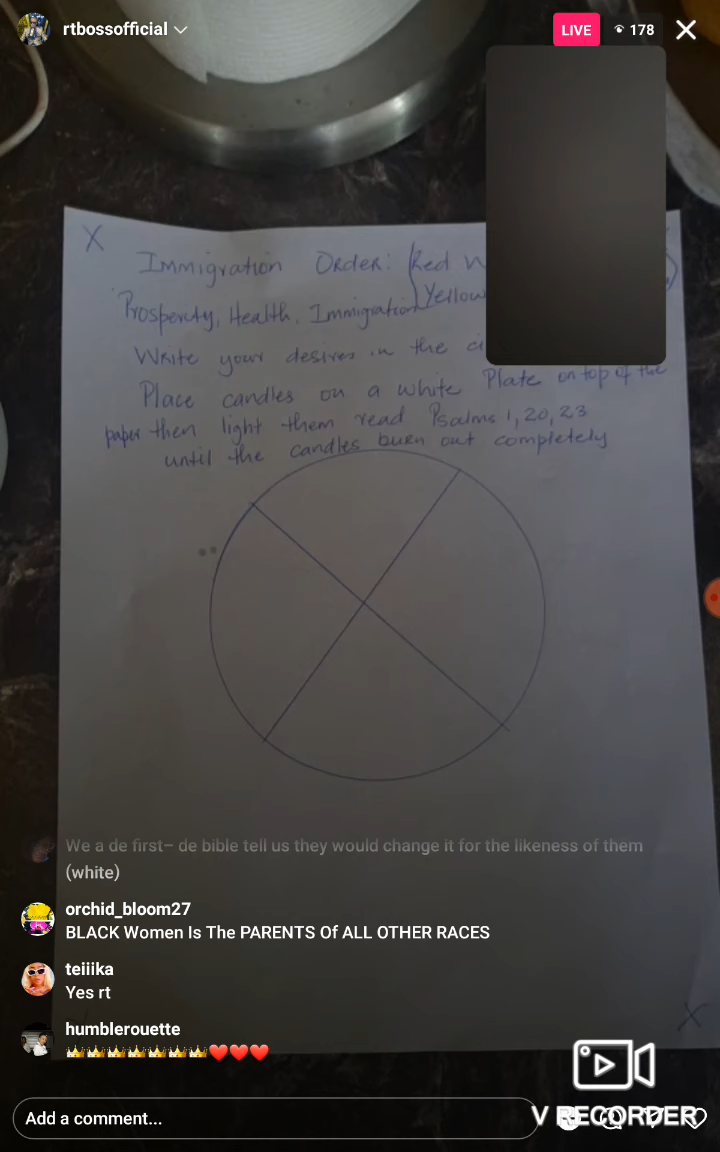 rtbossofficial
LIVE
178
X
Immigration Order: (Red
Prosperity, Health, Immigration Yellow
Write your desires in the
Place candles on a white Plate on top of the
paper then light them read Psalms 1, 20, 23
until the candles burn out completely
We a de first– de bible tell us they would change it for the likeness of them
(white)
orchid_bloom27
BLACK Women Is The PARENTS Of ALL OTHER RACES
teiiika
Yes rt
humblerouette
👑👑👑👑👑👑👑❤️❤️❤️
X
Add a comment...
V RECORDER